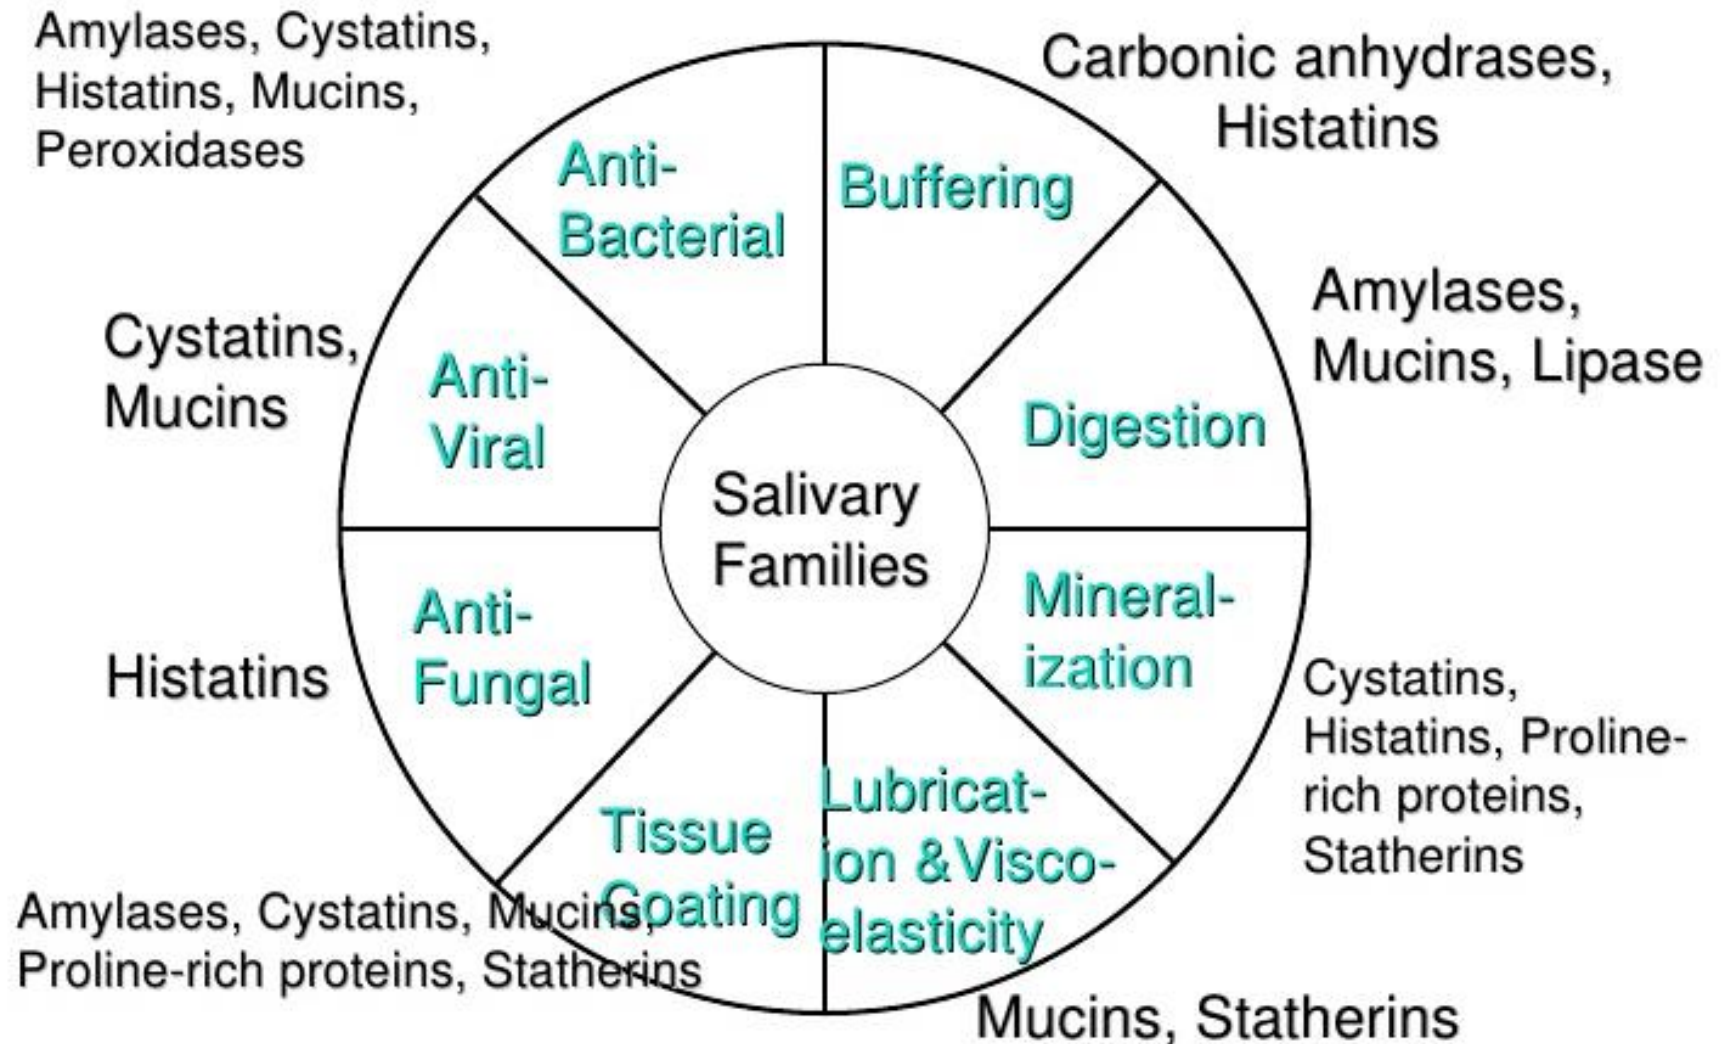 Amylases, Cystatins,
Histatins, Mucins,
Peroxidases
Carbonic anhydrases,
Histatins
Anti-
Bacterial
Buffering
Amylases,
Mucins, Lipase
Cystatins,
Mucins
Anti-
Viral
Digestion
Salivary
Families
Anti-
Fungal
Mineral-
ization
Histatins
Cystatins,
Histatins, Proline-
rich proteins,
Statherins
Tissue
Coating
Lubricat-
ion &Visco-
elasticity
Amylases, Cystatins, Mucins,
Proline-rich proteins, Statherins
Mucins, Statherins